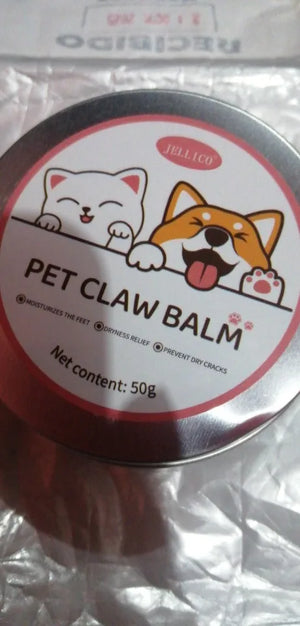 RECIBIDO
JELLICO
PET CLAW BALM
MOISTURIZES THE FEET DRYNESS RELIEF PREVENT DRY CRACKS
Net content: 50g